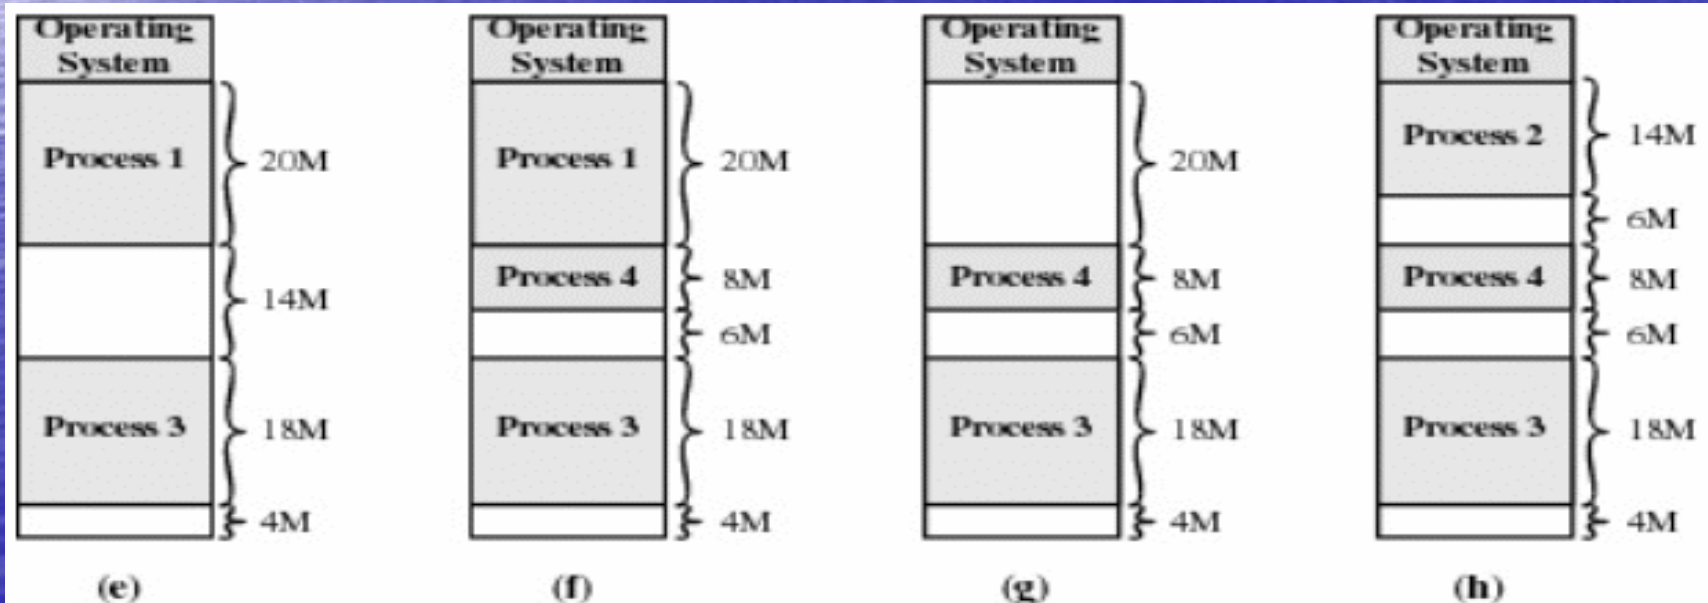 Operating
System
Process 1
20M
14M
Process 3
18M
4M
(e)
Operating
System
Process 1
20M
Process 4
8M
6M
Process 3
18M
4M
(f)
Operating
System
20M
Process 4
8M
6M
Process 3
18M
4M
(g)
Operating
System
Process 2
14M
6M
Process 4
8M
6M
Process 3
18M
4M
(h)